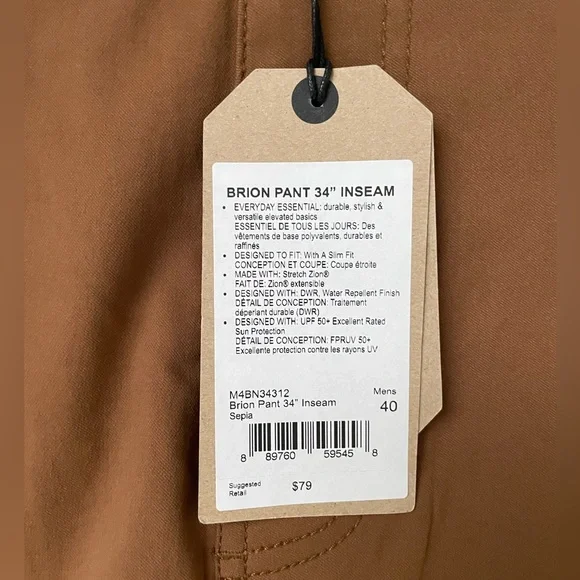 BRION PANT 34” INSEAM
• EVERYDAY ESSENTIAL: durable, stylish &
versatile elevated basics
ESSENTIEL DE TOUS LES JOURS: Des
vêtements de base polyvalents, durables et
raffinés
• DESIGNED TO FIT: With A Slim Fit
CONCEPTION ET COUPE: Coupe étroite
• MADE WITH: Stretch Zion®
FAIT DE: Zion® extensible
• DESIGNED WITH: DWR, Water Repellent Finish
DÉTAIL DE CONCEPTION: Traitement
déperlant durable (DWR)
• DESIGNED WITH: UPF 50+ Excellent Rated
Sun Protection
DÉTAIL DE CONCEPTION: FPRUV 50+
Excellente protection contre les rayons UV
M4BN34312
Brion Pant 34” Inseam
Sepia
Mens
40
8 89760 59545 8
Suggested
Retail
$79